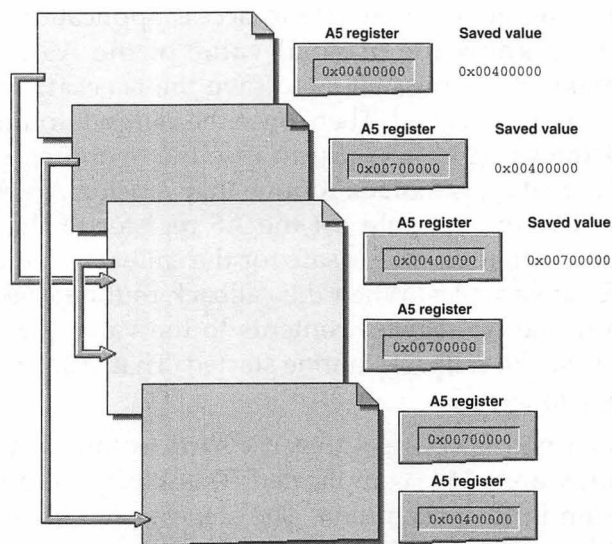 A5 register Saved value
0x00400000 0x00400000
A5 register Saved value
0x00700000 0x00400000
A5 register Saved value
0x00400000 0x00700000
A5 register
0x00700000
A5 register
0x00700000
A5 register
0x00400000